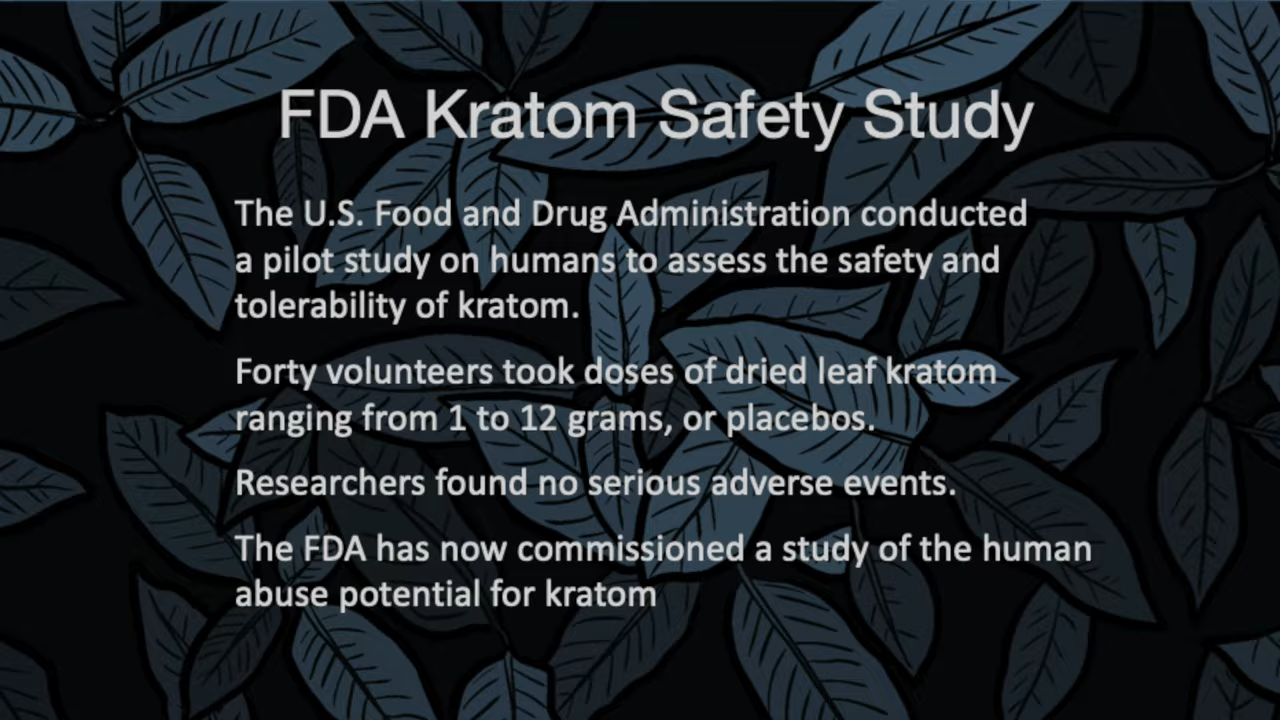 FDA Kratom Safety Study
The U.S. Food and Drug Administration conducted
a pilot study on humans to assess the safety and
tolerability of kratom.
Forty volunteers took doses of dried leaf kratom
ranging from 1 to 12 grams, or placebos.
Researchers found no serious adverse events.
The FDA has now commissioned a study of the human
abuse potential for kratom